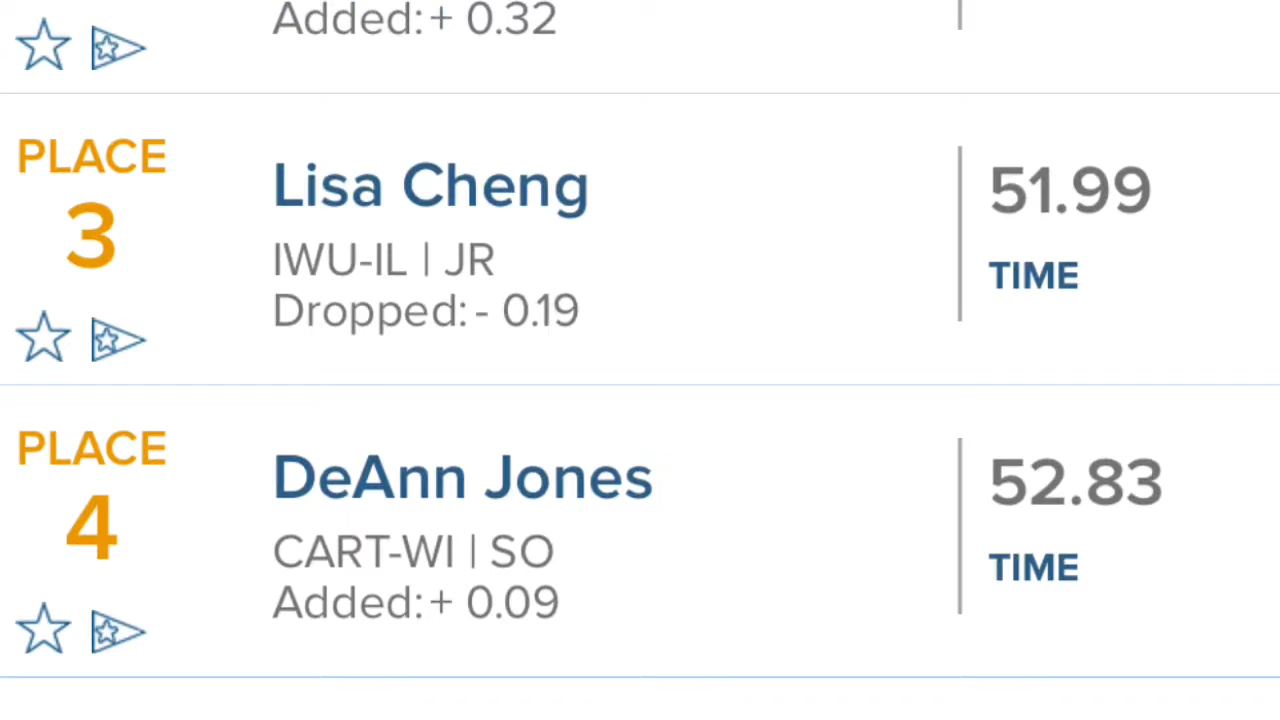 Added: + 0.32
PLACE
3
Lisa Cheng
IWU-IL | JR
Dropped: - 0.19
51.99
TIME
PLACE
4
DeAnn Jones
CART-WI | SO
Added: + 0.09
52.83
TIME